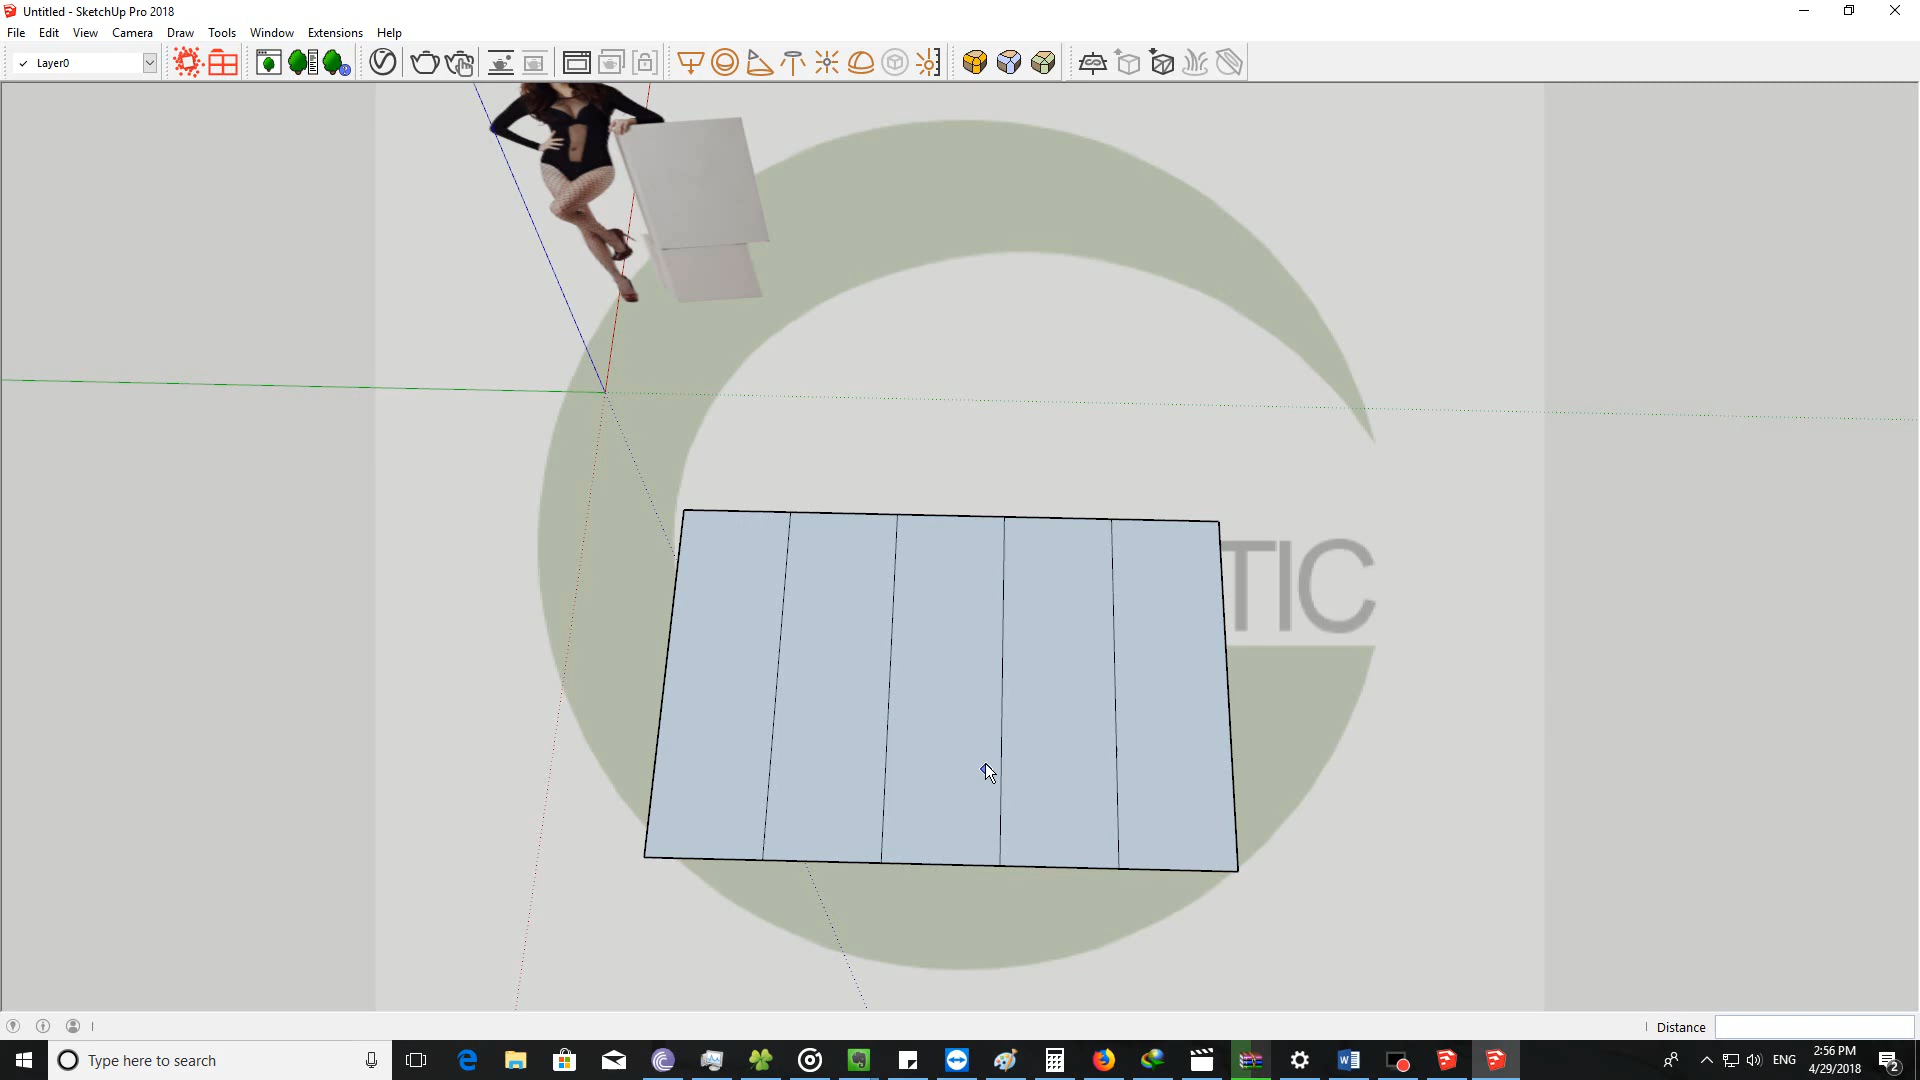 Untitled - SketchUp Pro 2018
File Edit View Camera Draw Tools Window Extensions Help
Layer0
TIC
Distance
Type here to search
ENG
2:56 PM
4/29/2018
2